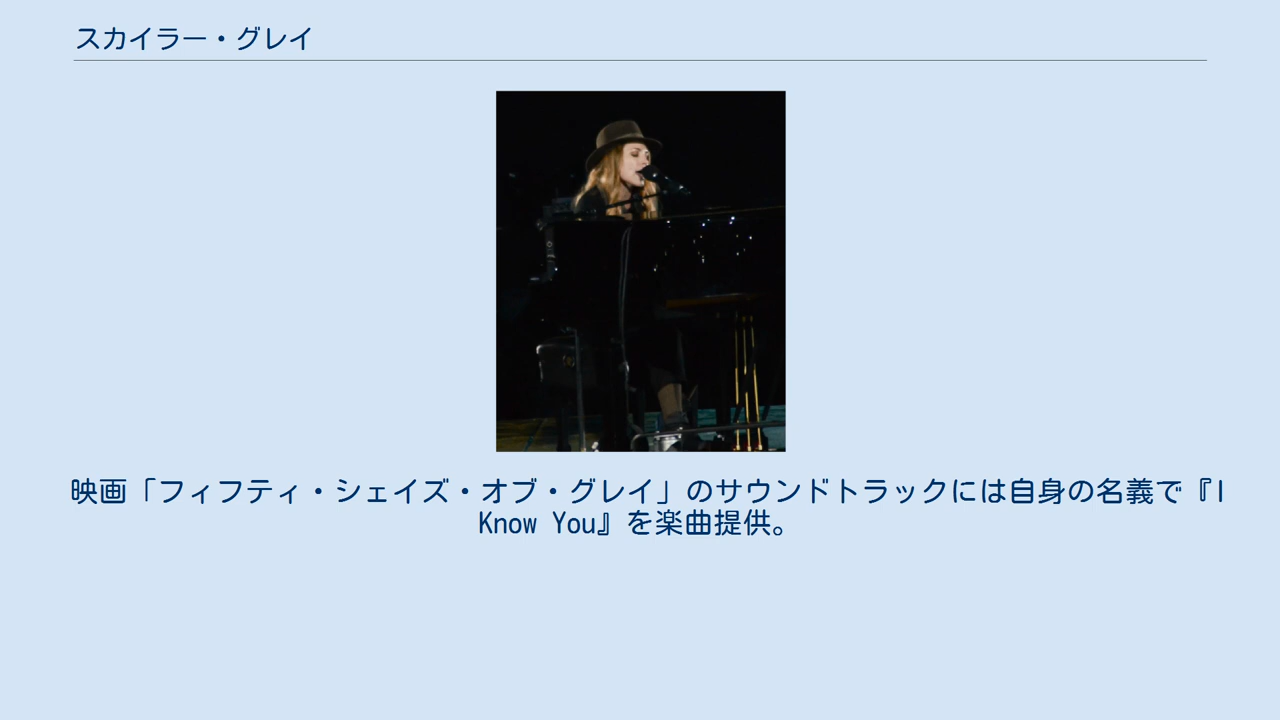 スカイラー・グレイ
映画「フィフティ・シェイズ・オブ・グレイ」のサウンドトラックには自身の名義で『I
Know You』を楽曲提供。